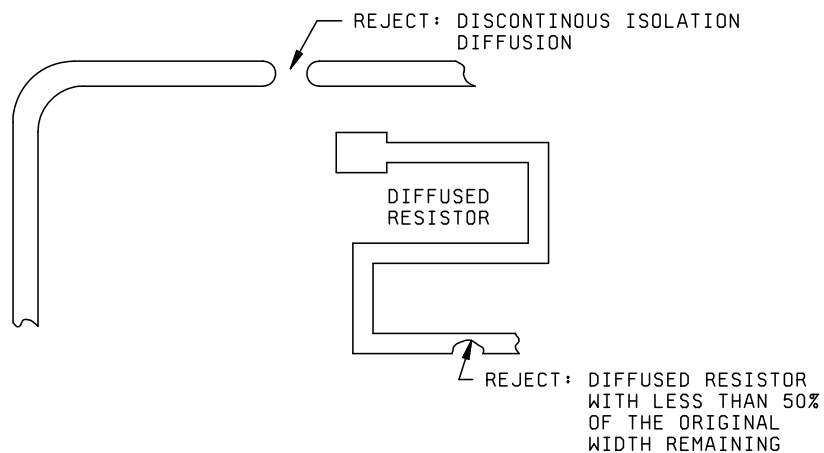 REJECT: DISCONTINOUS ISOLATION
DIFFUSION
DIFFUSED
RESISTOR
REJECT: DIFFUSED RESISTOR
WITH LESS THAN 50%
OF THE ORIGINAL
WIDTH REMAINING